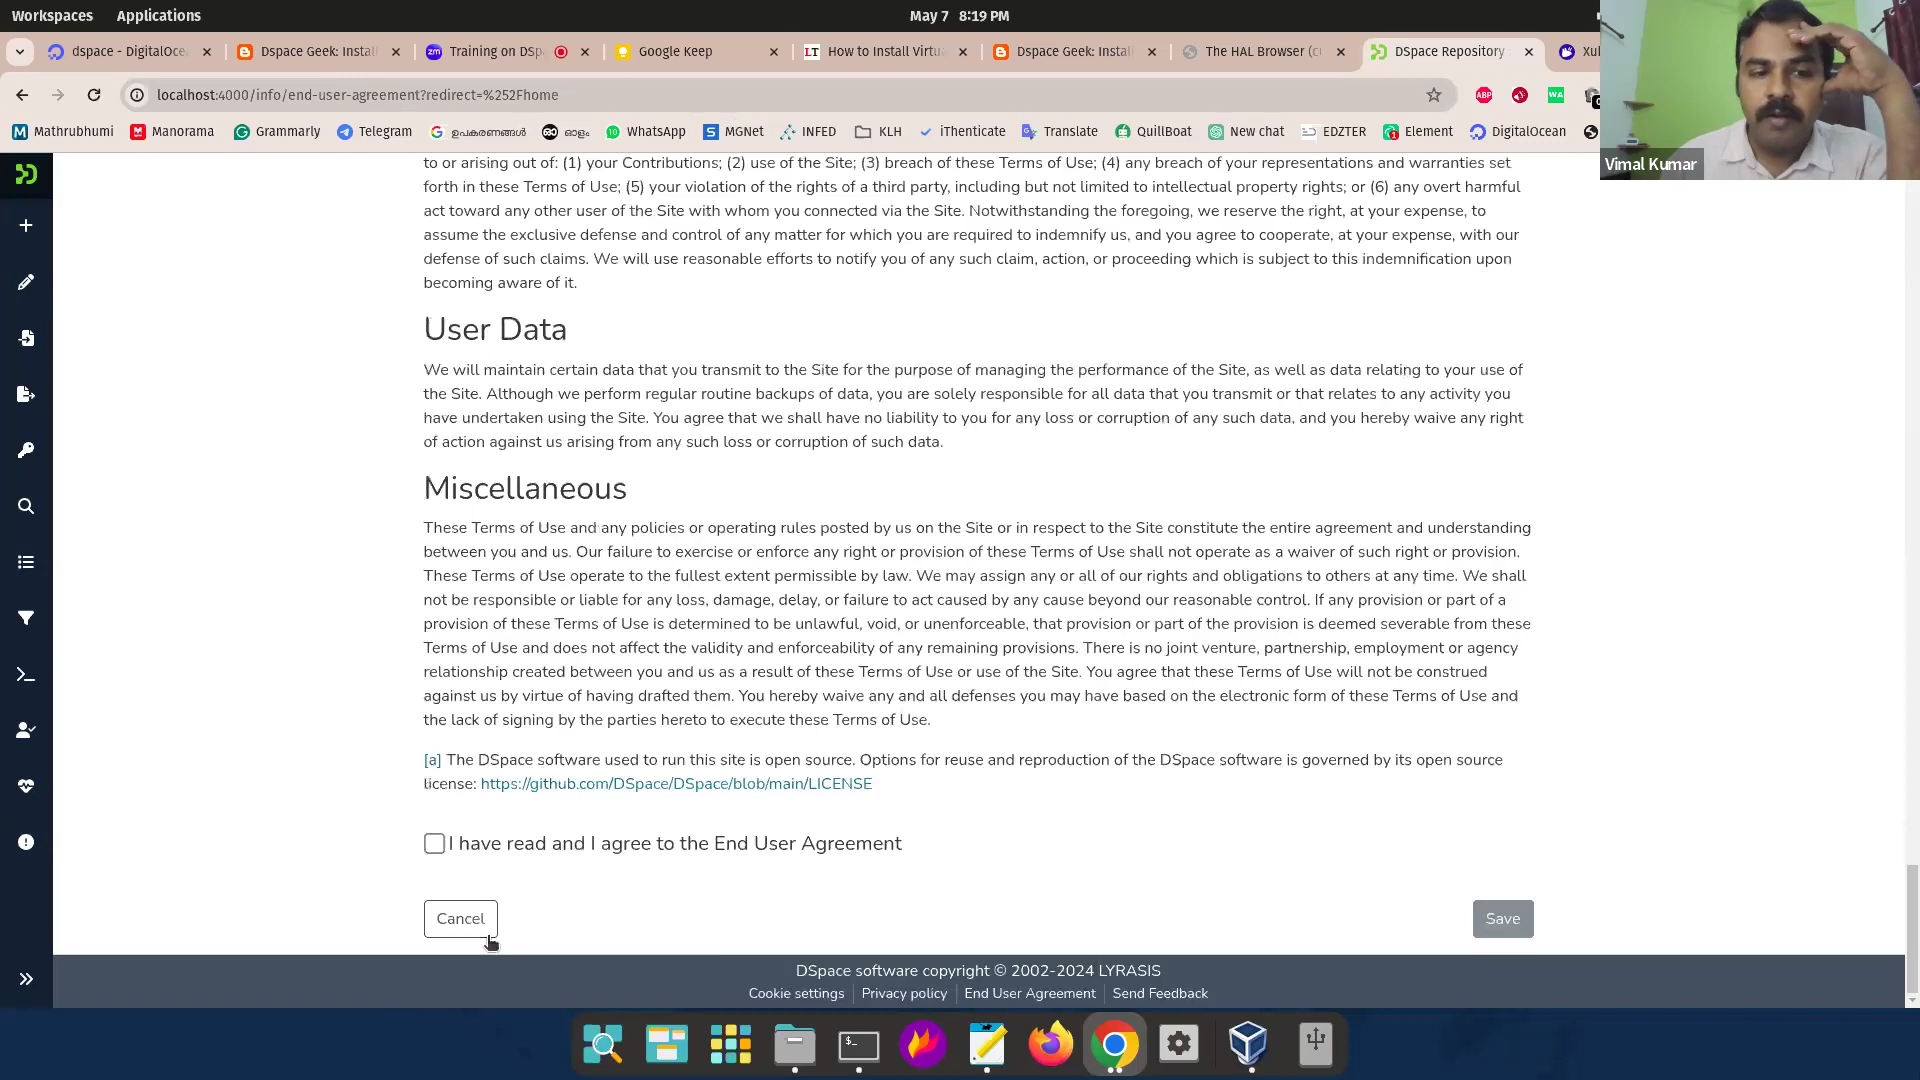 Workspaces Applications May 7 8:19 PM
dspace - DigitalOce Dspace Geek: Install Training on DSp Google Keep How to Install Virtu Dspace Geek: Install The HAL Browser (c DSpace Repository Xul
localhost:4000/info/end-user-agreement?redirect=%252Fhome
Mathrubhumi Manorama Grammarly Telegram ഉപകരണങ്ങൾ ഓളം WhatsApp MGNet INFED KLH iThenticate Translate QuillBoat New chat EDZTER Element DigitalOcean
Vimal Kumar
to or arising out of: (1) your Contributions; (2) use of the Site; (3) breach of these Terms of Use; (4) any breach of your representations and warranties set
forth in these Terms of Use; (5) your violation of the rights of a third party, including but not limited to intellectual property rights; or (6) any overt harmful
act toward any other user of the Site with whom you connected via the Site. Notwithstanding the foregoing, we reserve the right, at your expense, to
assume the exclusive defense and control of any matter for which you are required to indemnify us, and you agree to cooperate, at your expense, with our
defense of such claims. We will use reasonable efforts to notify you of any such claim, action, or proceeding which is subject to this indemnification upon
becoming aware of it.
User Data
We will maintain certain data that you transmit to the Site for the purpose of managing the performance of the Site, as well as data relating to your use of
the Site. Although we perform regular routine backups of data, you are solely responsible for all data that you transmit or that relates to any activity you
have undertaken using the Site. You agree that we shall have no liability to you for any loss or corruption of any such data, and you hereby waive any right
of action against us arising from any such loss or corruption of such data.
Miscellaneous
These Terms of Use and any policies or operating rules posted by us on the Site or in respect to the Site constitute the entire agreement and understanding
between you and us. Our failure to exercise or enforce any right or provision of these Terms of Use shall not operate as a waiver of such right or provision.
These Terms of Use operate to the fullest extent permissible by law. We may assign any or all of our rights and obligations to others at any time. We shall
not be responsible or liable for any loss, damage, delay, or failure to act caused by any cause beyond our reasonable control. If any provision or part of a
provision of these Terms of Use is determined to be unlawful, void, or unenforceable, that provision or part of the provision is deemed severable from these
Terms of Use and does not affect the validity and enforceability of any remaining provisions. There is no joint venture, partnership, employment or agency
relationship created between you and us as a result of these Terms of Use or use of the Site. You agree that these Terms of Use will not be construed
against us by virtue of having drafted them. You hereby waive any and all defenses you may have based on the electronic form of these Terms of Use and
the lack of signing by the parties hereto to execute these Terms of Use.
[a] The DSpace software used to run this site is open source. Options for reuse and reproduction of the DSpace software is governed by its open source
license: https://github.com/DSpace/DSpace/blob/main/LICENSE
I have read and I agree to the End User Agreement
Cancel Save
DSpace software copyright © 2002-2024 LYRASIS
Cookie settings Privacy policy End User Agreement Send Feedback